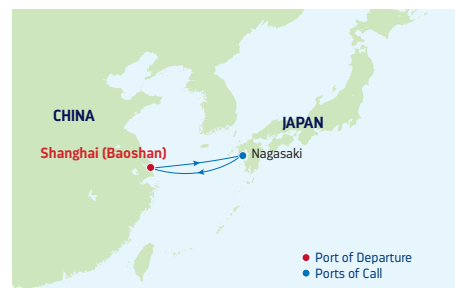 CHINA
JAPAN
Shanghai (Baoshan)
Nagasaki
Port of Departure
Ports of Call